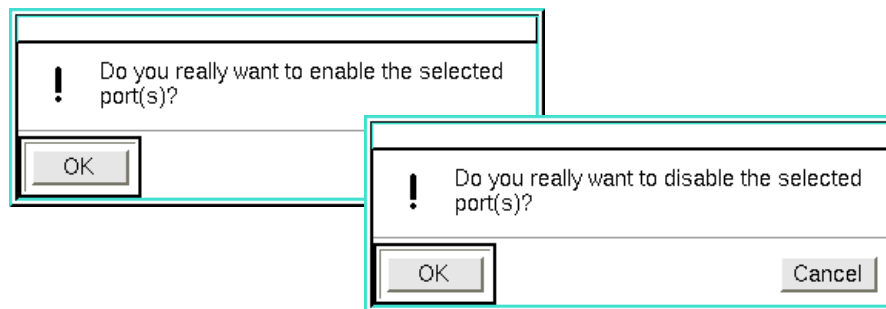 Do you really want to enable the selected
port(s)?
OK
Do you really want to disable the selected
port(s)?
OK Cancel